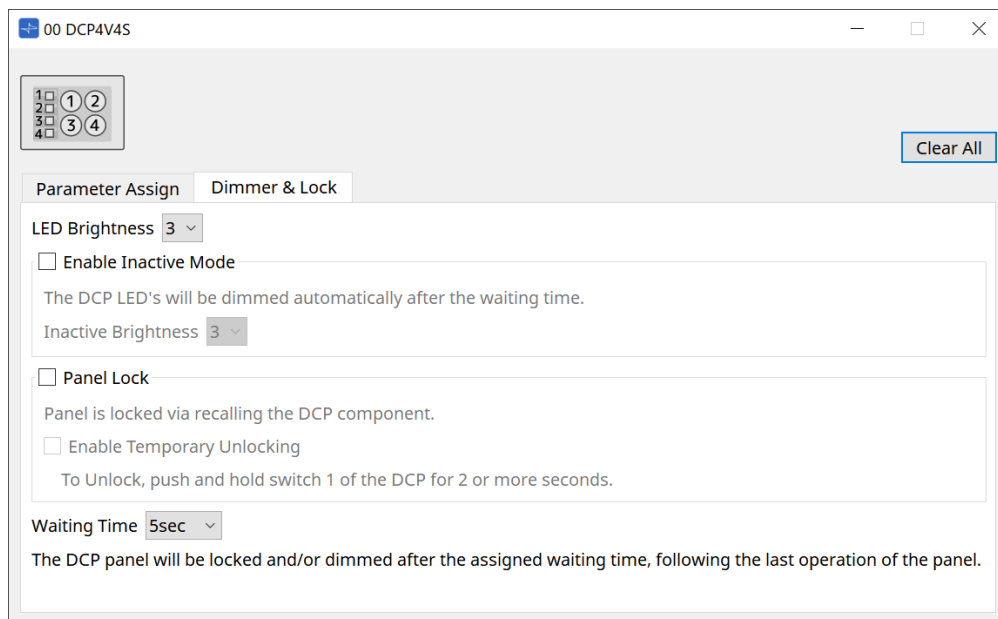 00 DCP4V4S
1 1 2
2
3 3 4
4
Clear All
Parameter Assign Dimmer & Lock
LED Brightness 3
Enable Inactive Mode
The DCP LED's will be dimmed automatically after the waiting time.
Inactive Brightness 3
Panel Lock
Panel is locked via recalling the DCP component.
Enable Temporary Unlocking
To Unlock, push and hold switch 1 of the DCP for 2 or more seconds.
Waiting Time 5sec
The DCP panel will be locked and/or dimmed after the assigned waiting time, following the last operation of the panel.